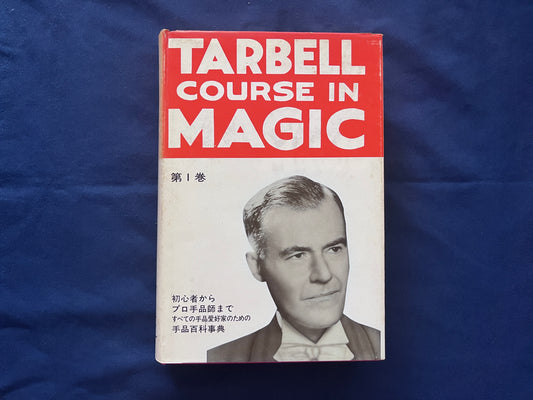 TARBELL
COURSE IN
MAGIC
第1巻
初心者から
プロ手品師まで
すべての手品愛好家のための
手品百科事典